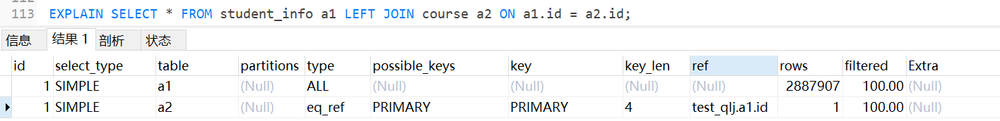 112
113 EXPLAIN SELECT * FROM student_info a1 LEFT JOIN course a2 ON a1.id = a2.id;
信息 结果 1 剖析 状态
id select_type table partitions type possible_keys key key_len ref rows filtered Extra
1 SIMPLE a1 (Null) ALL (Null) (Null) (Null) (Null) 2887907 100.00 (Null)
1 SIMPLE a2 (Null) eq_ref PRIMARY PRIMARY 4 test_qlj.a1.id 1 100.00 (Null)